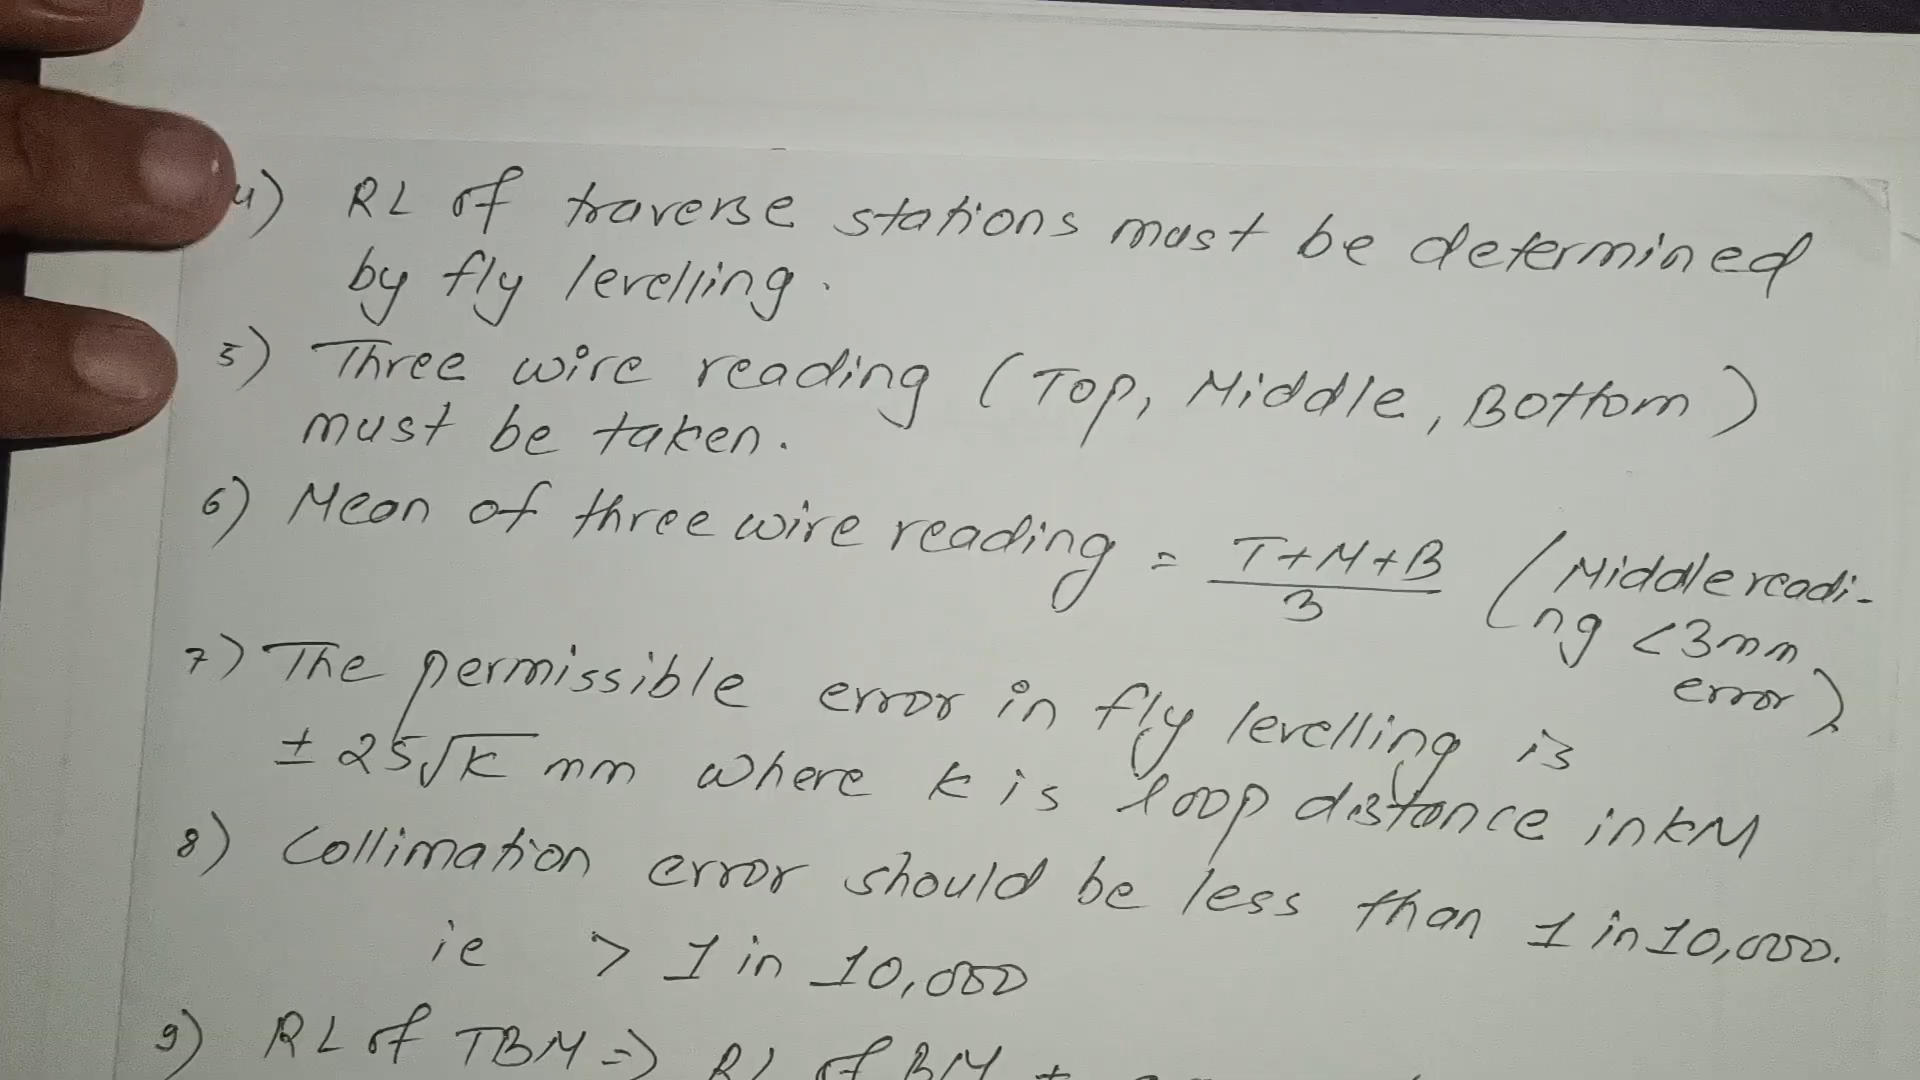 4) RL of traverse stations must be determined
by fly levelling.
5) Three wire reading (Top, Middle, Bottom)
must be taken.
6) Mean of three wire reading = T+M+B/3 (Middle readi-
ng <3mm
error)
7) The permissible error in fly levelling is
± 25√K mm where k is loop distance in KM
8) Collimation error should be less than 1 in 10,000.
ie > 1 in 10,000
9) RL of TBM => RL of BM +